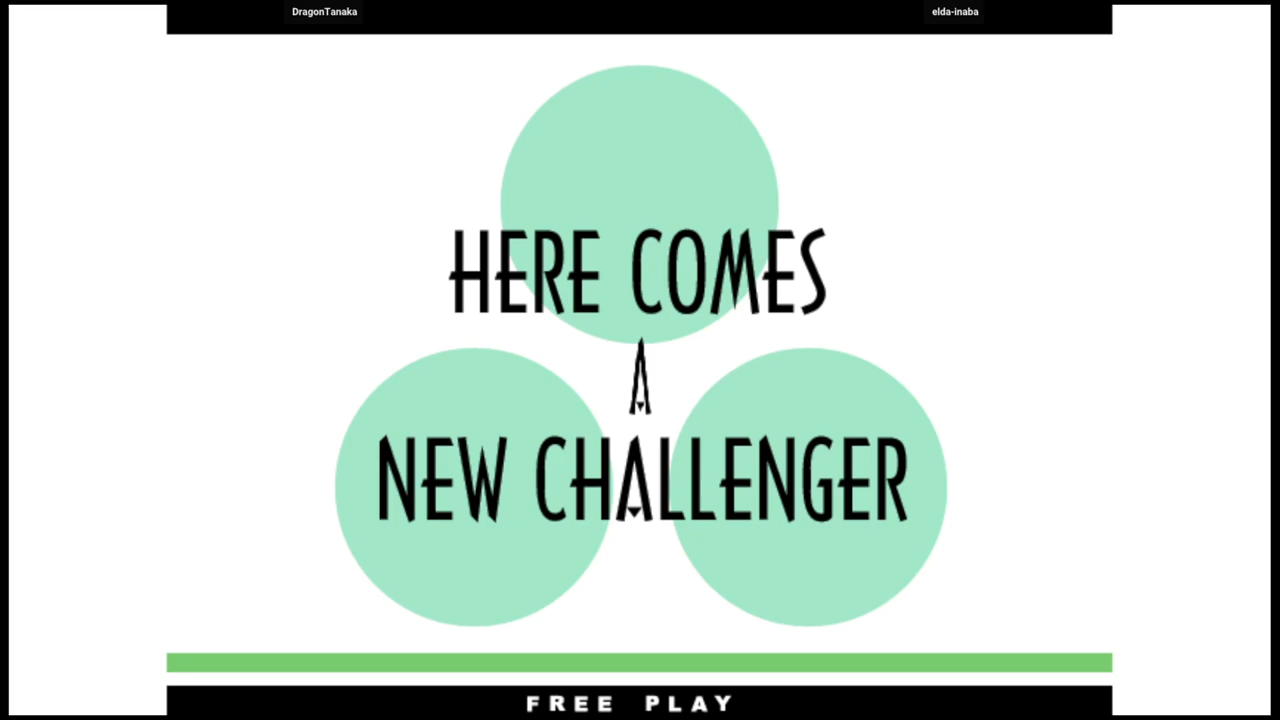 DragonTanaka
elda-inaba
HERE COMES
A
NEW CHALLENGER
FREE PLAY